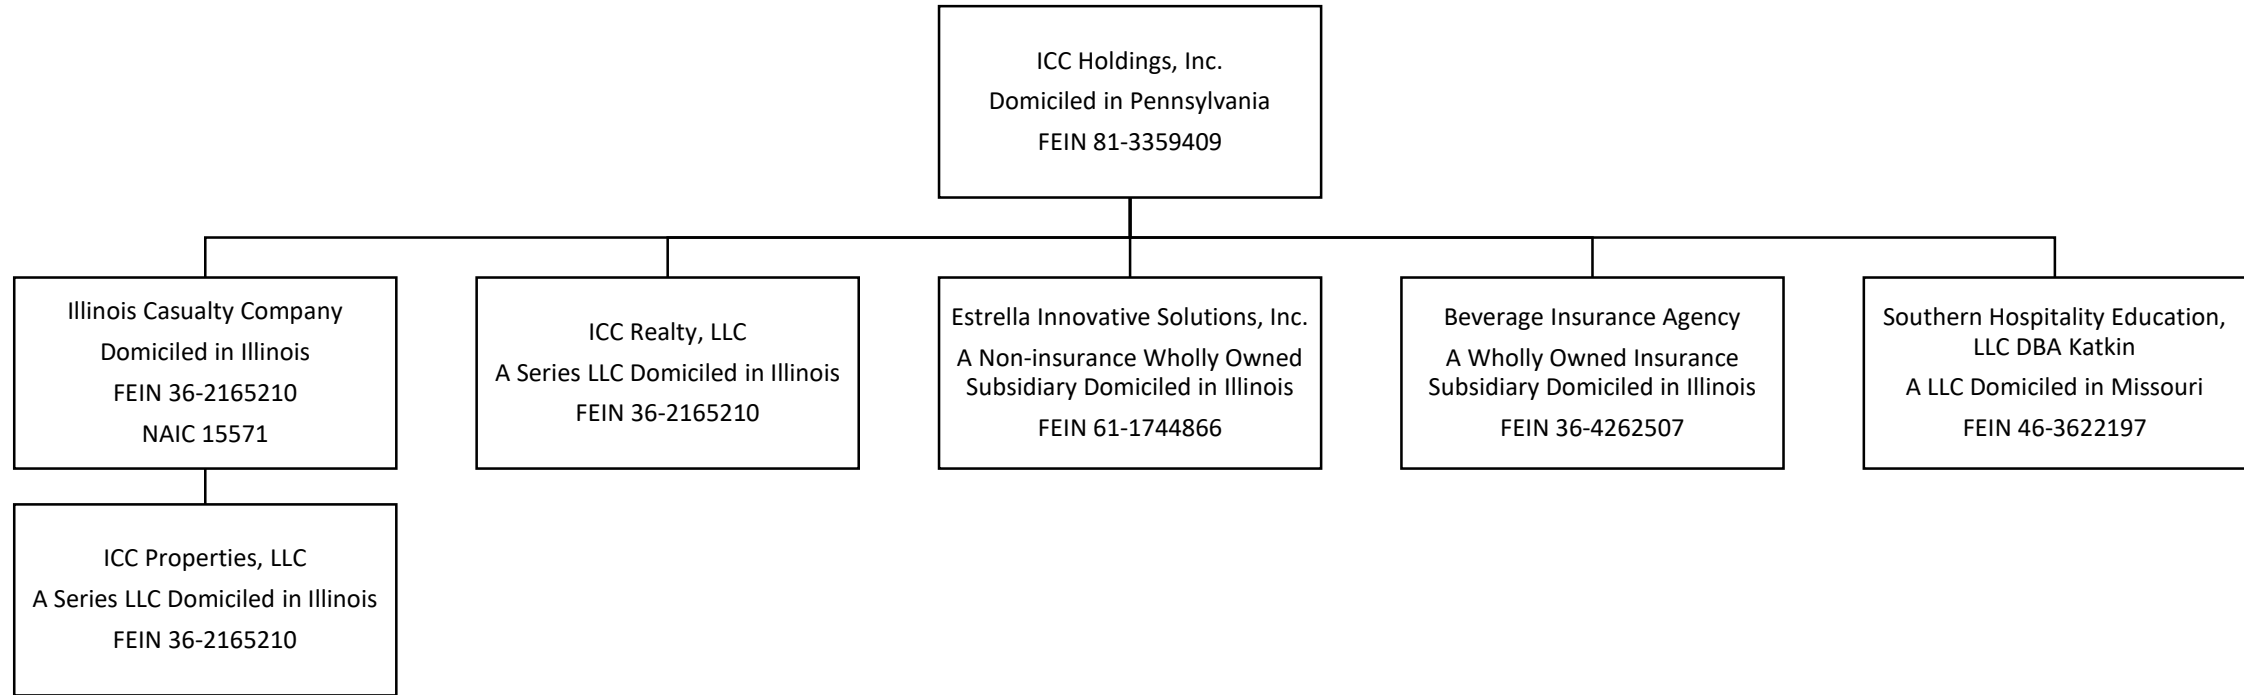 ICC Holdings, Inc.
Domiciled in Pennsylvania
FEIN 81-3359409
Illinois Casualty Company
Domiciled in Illinois
FEIN 36-2165210
NAIC 15571
ICC Realty, LLC
A Series LLC Domiciled in Illinois
FEIN 36-2165210
Estrella Innovative Solutions, Inc.
A Non-insurance Wholly Owned
Subsidiary Domiciled in Illinois
FEIN 61-1744866
Beverage Insurance Agency
A Wholly Owned Insurance
Subsidiary Domiciled in Illinois
FEIN 36-4262507
Southern Hospitality Education,
LLC DBA Katkin
A LLC Domiciled in Missouri
FEIN 46-3622197
ICC Properties, LLC
A Series LLC Domiciled in Illinois
FEIN 36-2165210